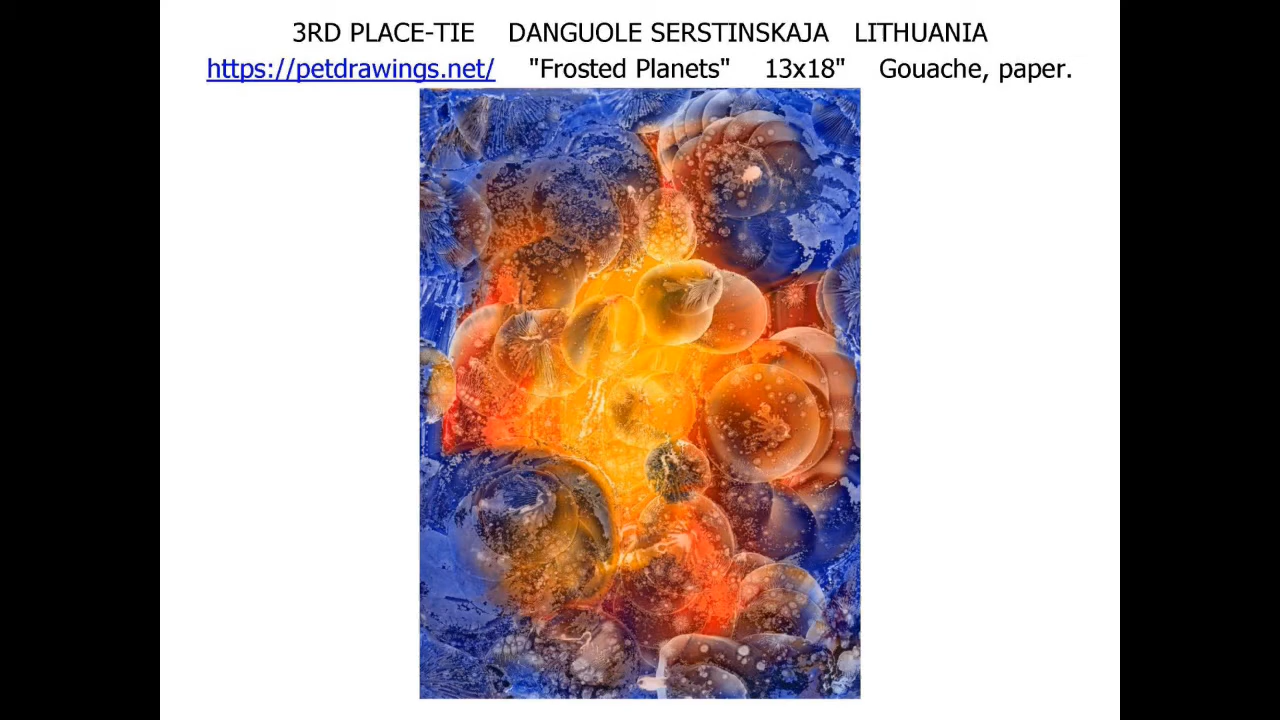 3RD PLACE-TIE DANGUOLE SERSTINSKAJA LITHUANIA
https://petdrawings.net/ "Frosted Planets" 13x18" Gouache, paper.